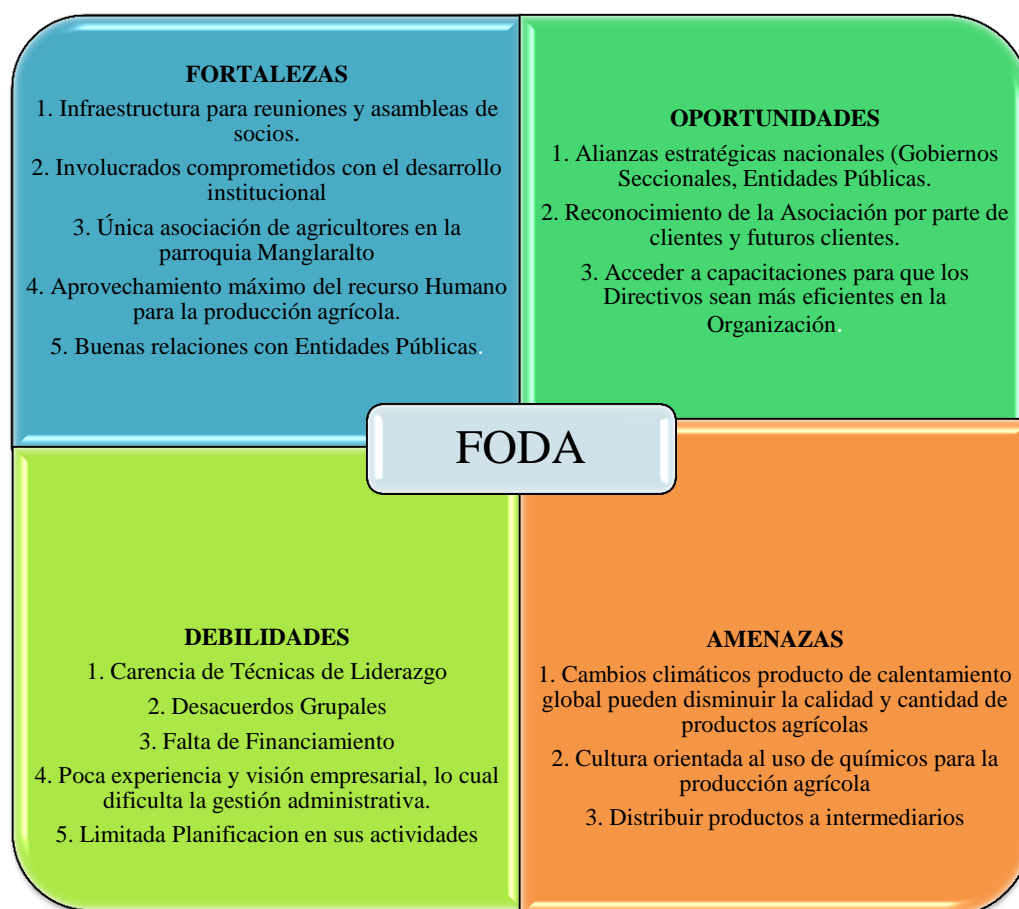 FORTALEZAS
1. Infraestructura para reuniones y asambleas de
socios.
2. Involucrados comprometidos con el desarrollo
institucional
3. Única asociación de agricultores en la
parroquia Manglaralto
4. Aprovechamiento máximo del recurso Humano
para la producción agrícola.
5. Buenas relaciones con Entidades Públicas.
OPORTUNIDADES
1. Alianzas estratégicas nacionales (Gobiernos
Seccionales, Entidades Públicas.
2. Reconocimiento de la Asociación por parte de
clientes y futuros clientes.
3. Acceder a capacitaciones para que los
Directivos sean más eficientes en la
Organización.
FODA
DEBILIDADES
1. Carencia de Técnicas de Liderazgo
2. Desacuerdos Grupales
3. Falta de Financiamiento
4. Poca experiencia y visión empresarial, lo cual
dificulta la gestión administrativa.
5. Limitada Planificacion en sus actividades
AMENAZAS
1. Cambios climáticos producto de calentamiento
global pueden disminuir la calidad y cantidad de
productos agrícolas
2. Cultura orientada al uso de químicos para la
producción agrícola
3. Distribuir productos a intermediarios